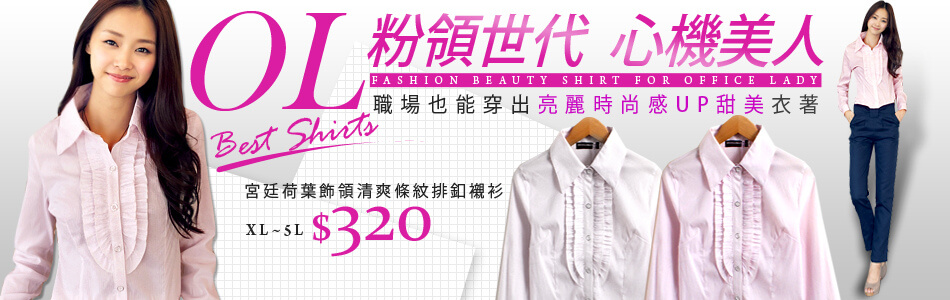 OL
Best Shirts
粉領世代 心機美人
FASHION BEAUTY SHIRT FOR OFFICE LADY
職場也能穿出亮麗時尚感UP甜美衣著
宮廷荷葉飾領清爽條紋排釦襯衫
XL~5L $320